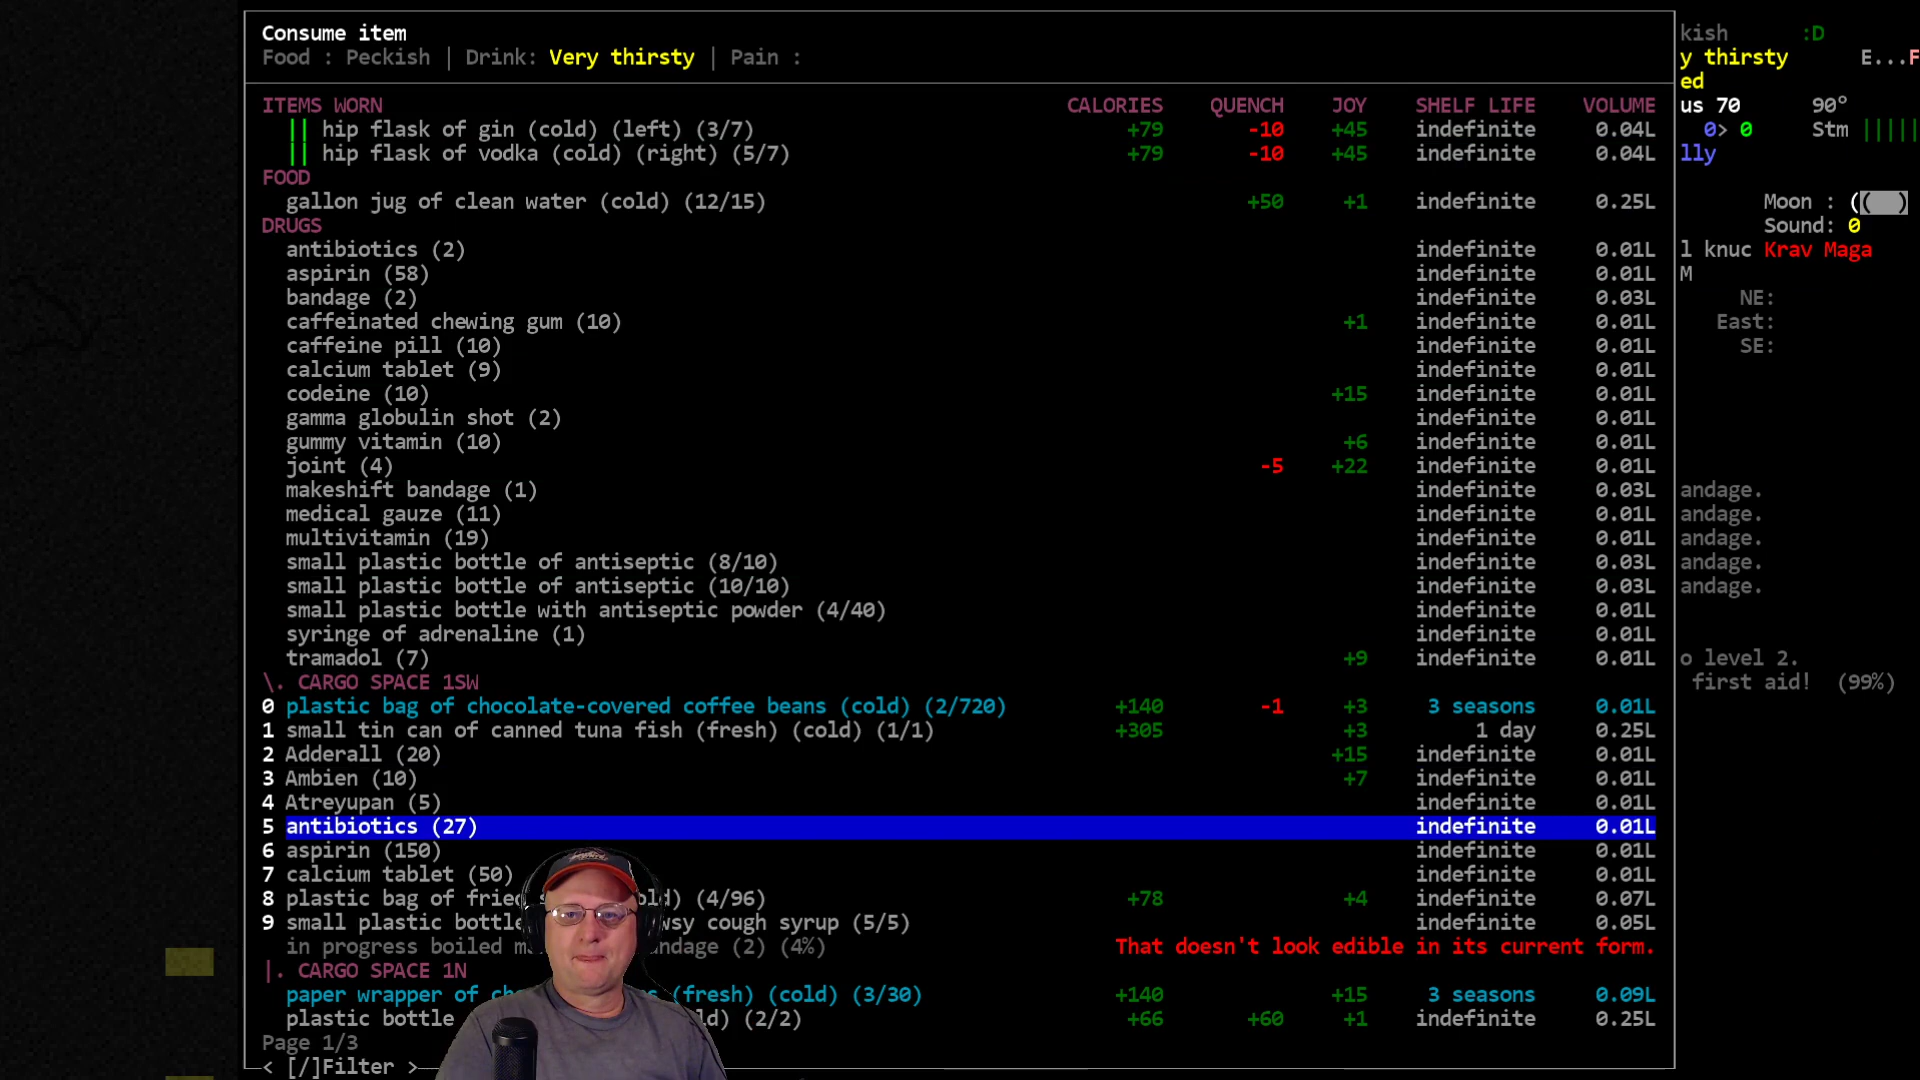 Consume item
Food : Peckish | Drink: Very thirsty | Pain :
kish :D
y thirsty E...F
ed
us 70 90°
0> 0 Stm |||||
lly
Moon : (( )
Sound: 0
l knuc Krav Maga
M
NE:
East:
SE:
andage.
andage.
andage.
andage.
andage.
o level 2.
first aid! (99%)
ITEMS WORN CALORIES QUENCH JOY SHELF LIFE VOLUME
|| hip flask of gin (cold) (left) (3/7) +79 -10 +45 indefinite 0.04L
|| hip flask of vodka (cold) (right) (5/7) +79 -10 +45 indefinite 0.04L
FOOD
gallon jug of clean water (cold) (12/15) +50 +1 indefinite 0.25L
DRUGS
antibiotics (2) indefinite 0.01L
aspirin (58) indefinite 0.01L
bandage (2) indefinite 0.03L
caffeinated chewing gum (10) +1 indefinite 0.01L
caffeine pill (10) indefinite 0.01L
calcium tablet (9) indefinite 0.01L
codeine (10) +15 indefinite 0.01L
gamma globulin shot (2) indefinite 0.01L
gummy vitamin (10) +6 indefinite 0.01L
joint (4) -5 +22 indefinite 0.01L
makeshift bandage (1) indefinite 0.03L
medical gauze (11) indefinite 0.01L
multivitamin (19) indefinite 0.01L
small plastic bottle of antiseptic (8/10) indefinite 0.03L
small plastic bottle of antiseptic (10/10) indefinite 0.03L
small plastic bottle with antiseptic powder (4/40) indefinite 0.01L
syringe of adrenaline (1) indefinite 0.01L
tramadol (7) +9 indefinite 0.01L
\. CARGO SPACE 1SW
0 plastic bag of chocolate-covered coffee beans (cold) (2/720) +140 -1 +3 3 seasons 0.01L
1 small tin can of canned tuna fish (fresh) (cold) (1/1) +305 +3 1 day 0.25L
2 Adderall (20) +15 indefinite 0.01L
3 Ambien (10) +7 indefinite 0.01L
4 Atreyupan (5) indefinite 0.01L
5 antibiotics (27) indefinite 0.01L
6 aspirin (150) indefinite 0.01L
7 calcium tablet (50) indefinite 0.01L
8 plastic bag of frie (4/96) +78 +4 indefinite 0.07L
9 small plastic bottle wsy cough syrup (5/5) indefinite 0.05L
in progress boiled m ndage (2) (4%) That doesn't look edible in its current form.
|. CARGO SPACE 1N
paper wrapper of (fresh) (cold) (3/30) +140 +15 3 seasons 0.09L
plastic bottle (2/2) +66 +60 +1 indefinite 0.25L
Page 1/3
< [/]Filter >